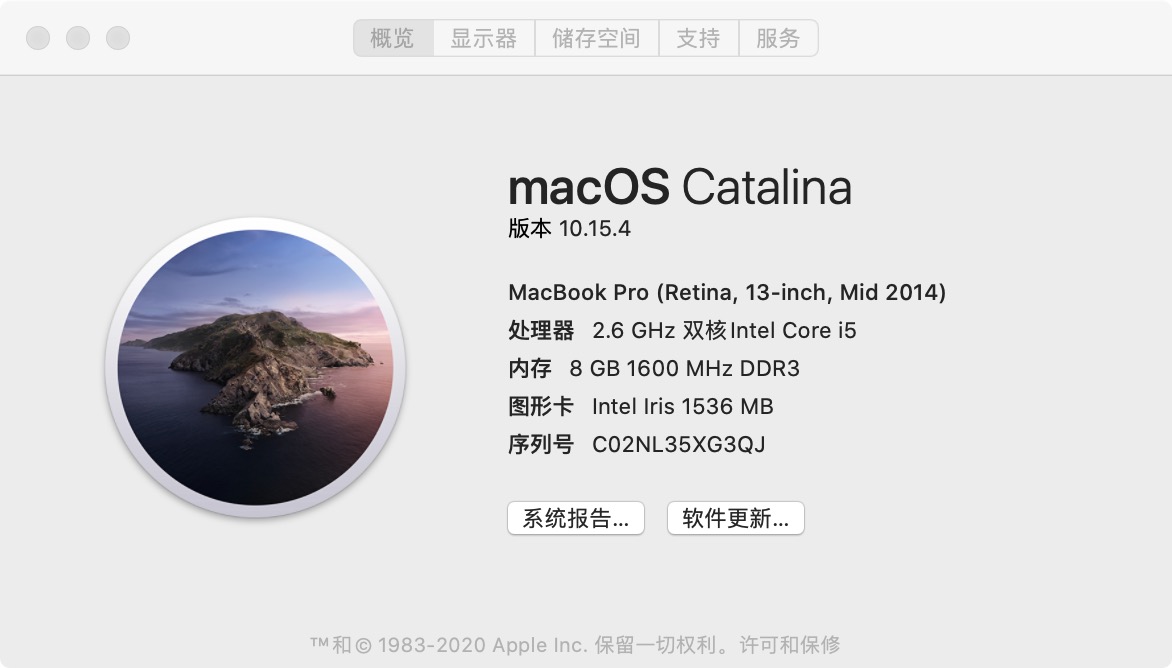 概览 显示器 储存空间 支持 服务
macOS Catalina
版本 10.15.4
MacBook Pro (Retina, 13-inch, Mid 2014)
处理器 2.6 GHz 双核Intel Core i5
内存 8 GB 1600 MHz DDR3
图形卡 Intel Iris 1536 MB
序列号 C02NL35XG3QJ
系统报告... 软件更新...
™和© 1983-2020 Apple Inc. 保留一切权利。许可和保修